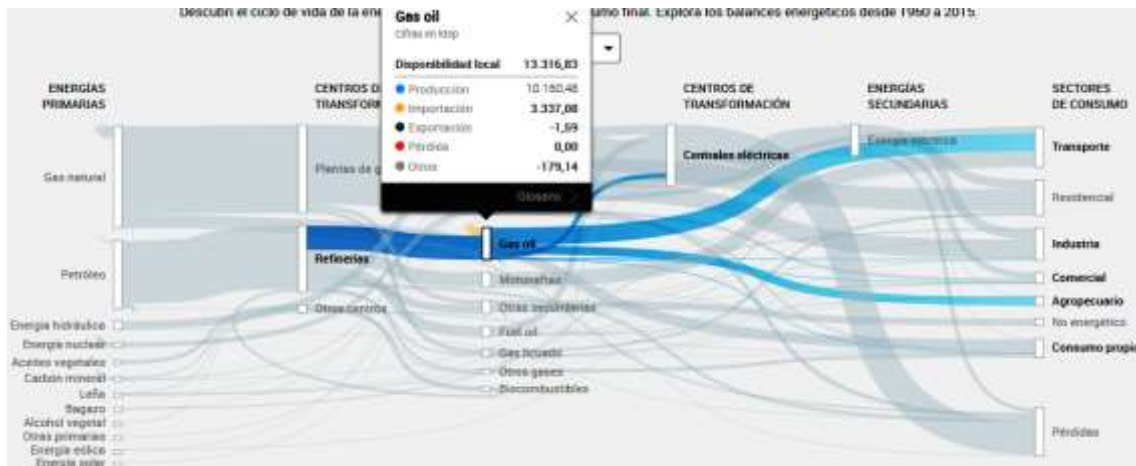 Descubrí el ciclo de vida de la ene
umo final. Explora los balances energéticos desde 1960 a 2015.
Gas oil
Cifras en ktep
Disponibilidad local 13.316,83
Producción 10.160,48
Importación 3.337,08
Exportación -1,59
Pérdida 0,00
Otros -179,14
Glosario
ENERGÍAS
PRIMARIAS
Gas natural
Petróleo
Energía hidráulica
Energía nuclear
Aceites vegetales
Carbón mineral
Leña
Bagazo
Alcohol vegetal
Otras primarias
Energía eólica
Energía solar
CENTROS D
TRANSFORM
Plantas de g
Refinerías
Otros centros
Gas oil
Motonaftas
Otras secundarias
Fuel oil
Gas licuado
Otros gases
Biocombustibles
CENTROS DE
TRANSFORMACIÓN
Centrales eléctricas
ENERGÍAS
SECUNDARIAS
Energía eléctrica
SECTORES
DE CONSUMO
Transporte
Residencial
Industria
Comercial
Agropecuario
No energético
Consumo propio
Pérdidas